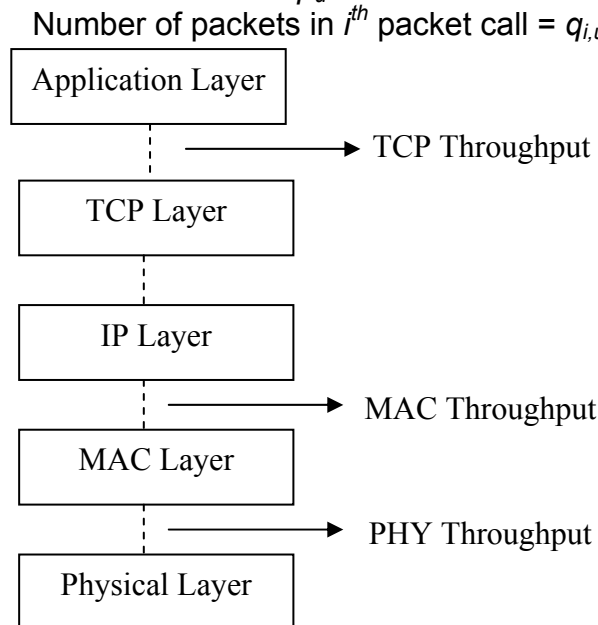 Number of packets in i^th packet call = q_i,u
Application Layer
TCP Throughput
TCP Layer
IP Layer
MAC Throughput
MAC Layer
PHY Throughput
Physical Layer